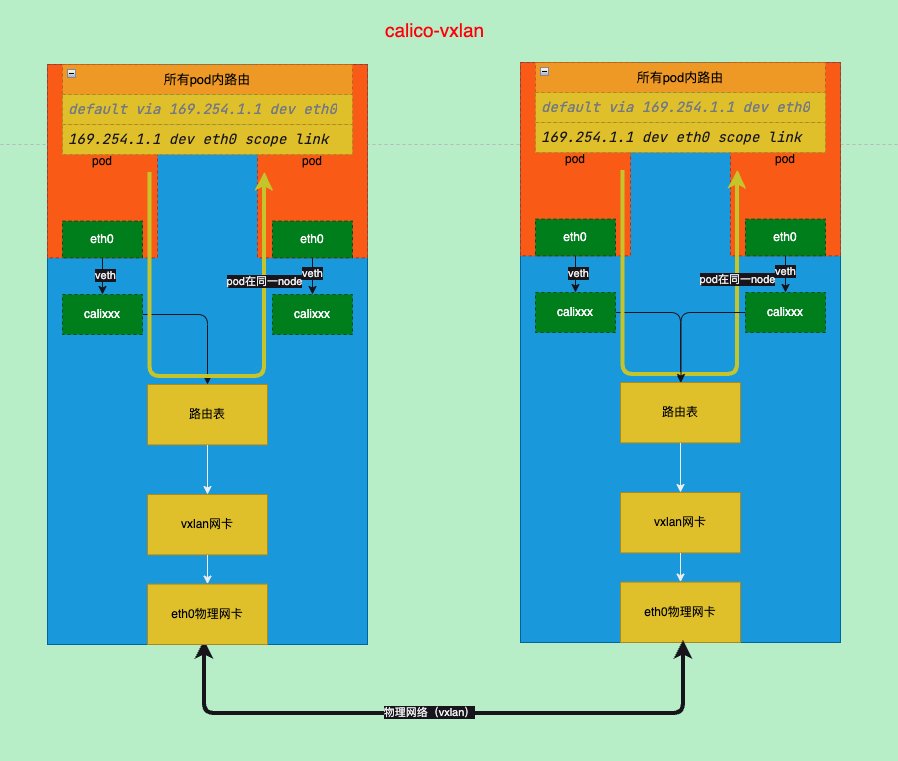 calico-vxlan
所有pod内路由
default via 169.254.1.1 dev eth0
169.254.1.1 dev eth0 scope link
pod
pod
eth0
eth0
veth
veth
pod在同一node
calixxx
calixxx
路由表
vxlan网卡
eth0物理网卡
所有pod内路由
default via 169.254.1.1 dev eth0
169.254.1.1 dev eth0 scope link
pod
pod
eth0
eth0
veth
veth
pod在同一node
calixxx
calixxx
路由表
vxlan网卡
eth0物理网卡
物理网络（vxlan）